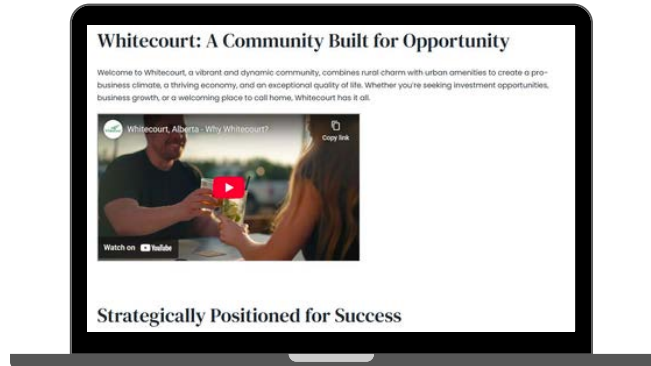 Whitecourt: A Community Built for Opportunity
Welcome to Whitecourt, a vibrant and dynamic community, combines rural charm with urban amenities to create a pro-
business climate, a thriving economy, and an exceptional quality of life. Whether you're seeking investment opportunities,
business growth, or a welcoming place to call home, Whitecourt has it all.
Whitecourt, Alberta - Why Whitecourt?
Copy link
Watch on YouTube
Strategically Positioned for Success